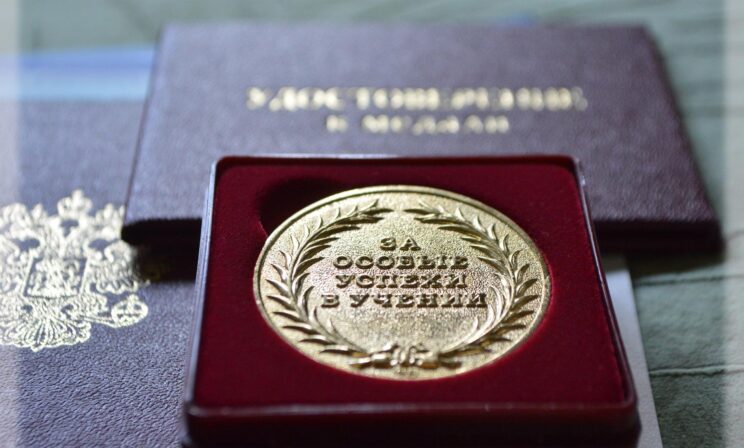 УДОСТОВЕРЕНИЕ
К МЕДАЛИ
ЗА
ОСОБЫЕ
УСПЕХИ
В УЧЕНИИ